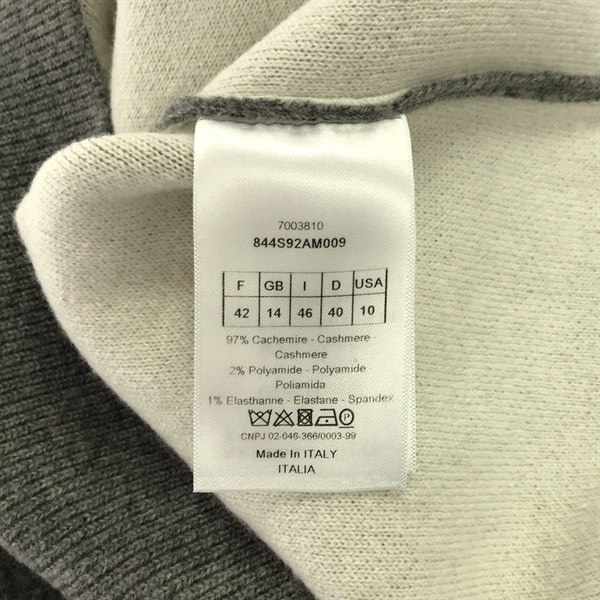 7003810
844S92AM009
F GB I D USA
42 14 46 40 10
97% Cachemire - Cashmere -
Cashmere
2% Polyamide - Polyamide
Poliamida
1% Elasthanne - Elastane - Spandex
P
CNPJ 02-046-366/0003-99
Made In ITALY
ITALIA